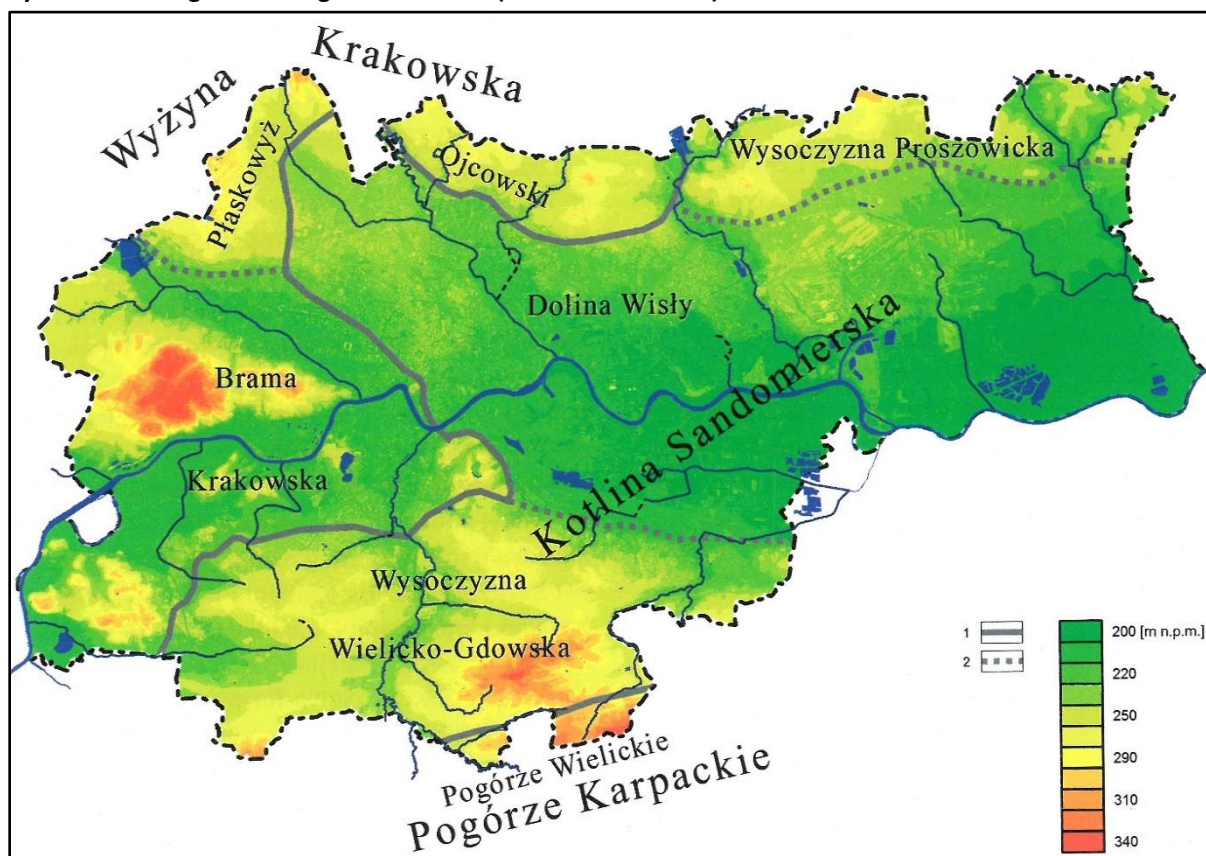 Krakowska
Wyżyna
Płaskowyż
Ojcowski
Wysoczyzna Proszowicka
Dolina Wisły
Brama
Krakowska
Kotlina Sandomierska
Wysoczyzna
Wielicko-Gdowska
Pogórze Wielickie
Pogórze Karpackie
1
2
200 [m n.p.m.]
220
250
290
310
340